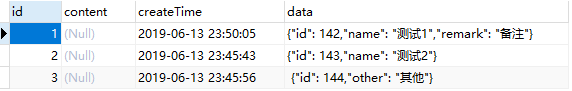 id content createTime data
1 (Null) 2019-06-13 23:50:05 {"id": 142,"name": "测试1","remark": "备注"}
2 (Null) 2019-06-13 23:45:43 {"id": 143,"name": "测试2"}
3 (Null) 2019-06-13 23:45:56 {"id": 144,"other": "其他"}